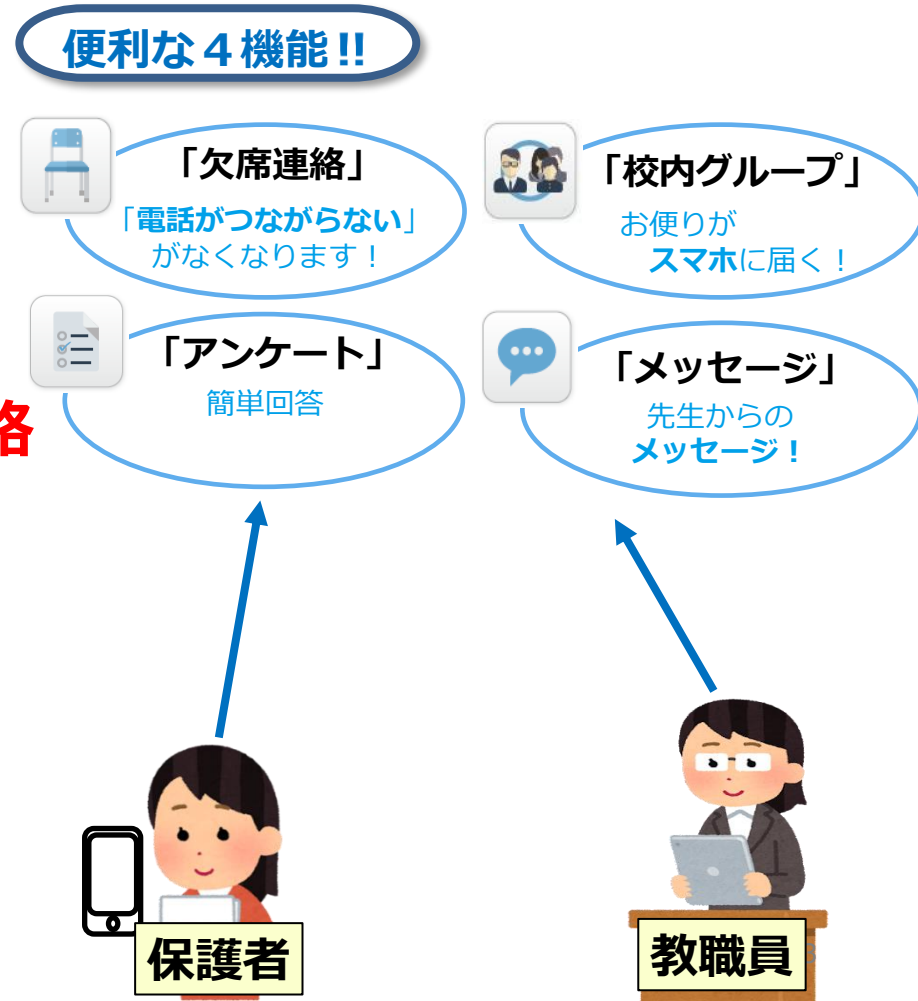 便利な４機能!!
「欠席連絡」
「電話がつながらない」
がなくなります！
「校内グループ」
お便りが
スマホに届く！
「アンケート」
簡単回答
「メッセージ」
先生からの
メッセージ！
絡
保護者
教職員